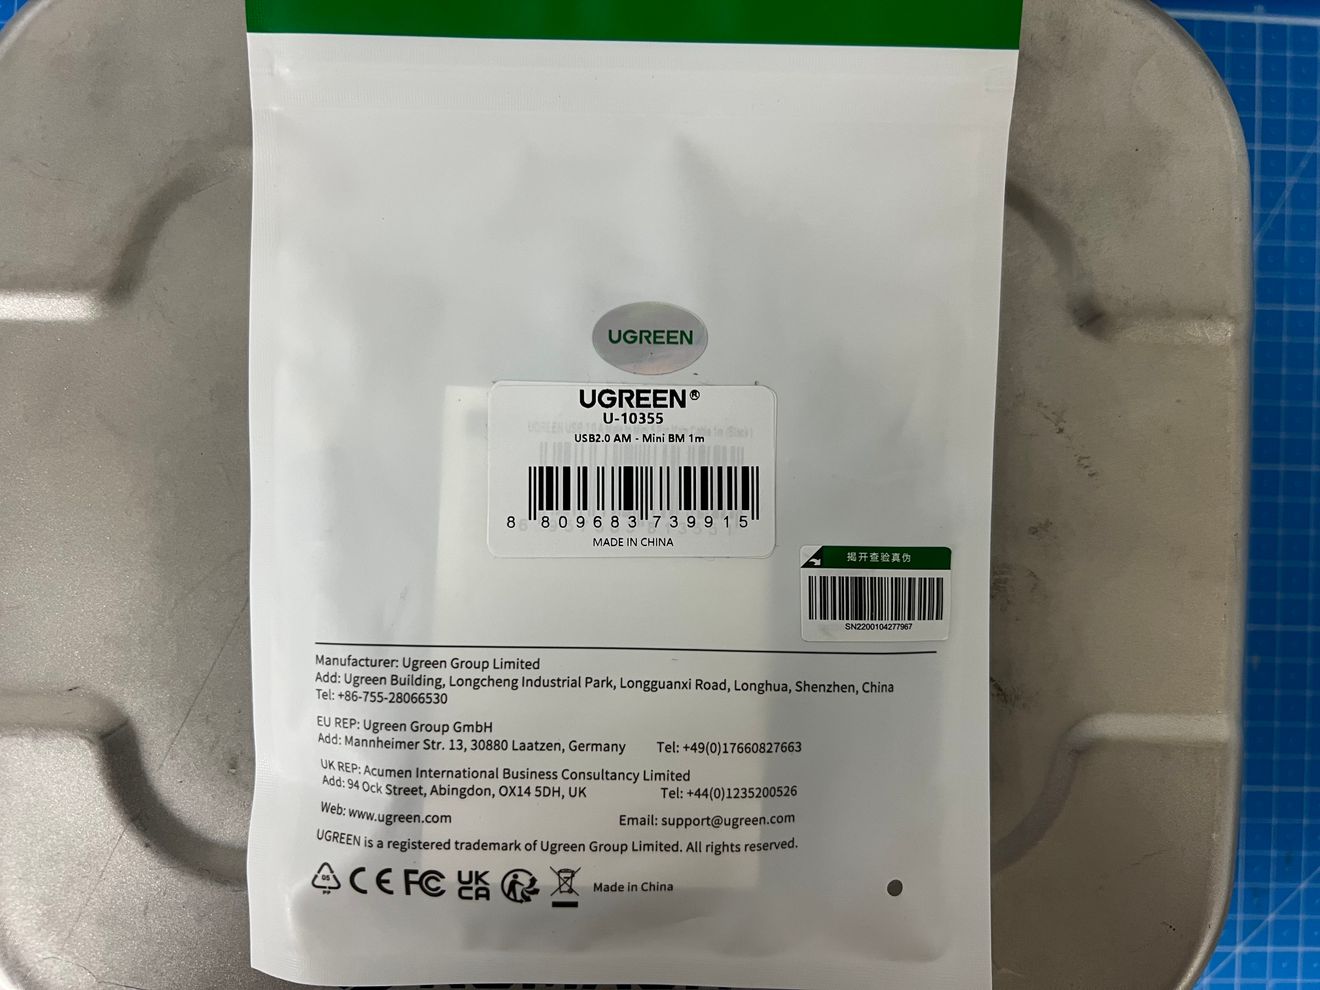 UGREEN
UGREEN®
U-10355
USB2.0 AM - Mini BM 1m
8 809683 739915
MADE IN CHINA
揭开查验真伪
SN2200104277967
Manufacturer: Ugreen Group Limited
Add: Ugreen Building, Longcheng Industrial Park, Longguanxi Road, Longhua, Shenzhen, China
Tel: +86-755-28066530
EU REP: Ugreen Group GmbH
Add: Mannheimer Str. 13, 30880 Laatzen, Germany Tel: +49(0)17660827663
UK REP: Acumen International Business Consultancy Limited
Add: 94 Ock Street, Abingdon, OX14 5DH, UK Tel: +44(0)1235200526
Web: www.ugreen.com Email: support@ugreen.com
UGREEN is a registered trademark of Ugreen Group Limited. All rights reserved.
05
PP
CE FC UK
CA
Made in China